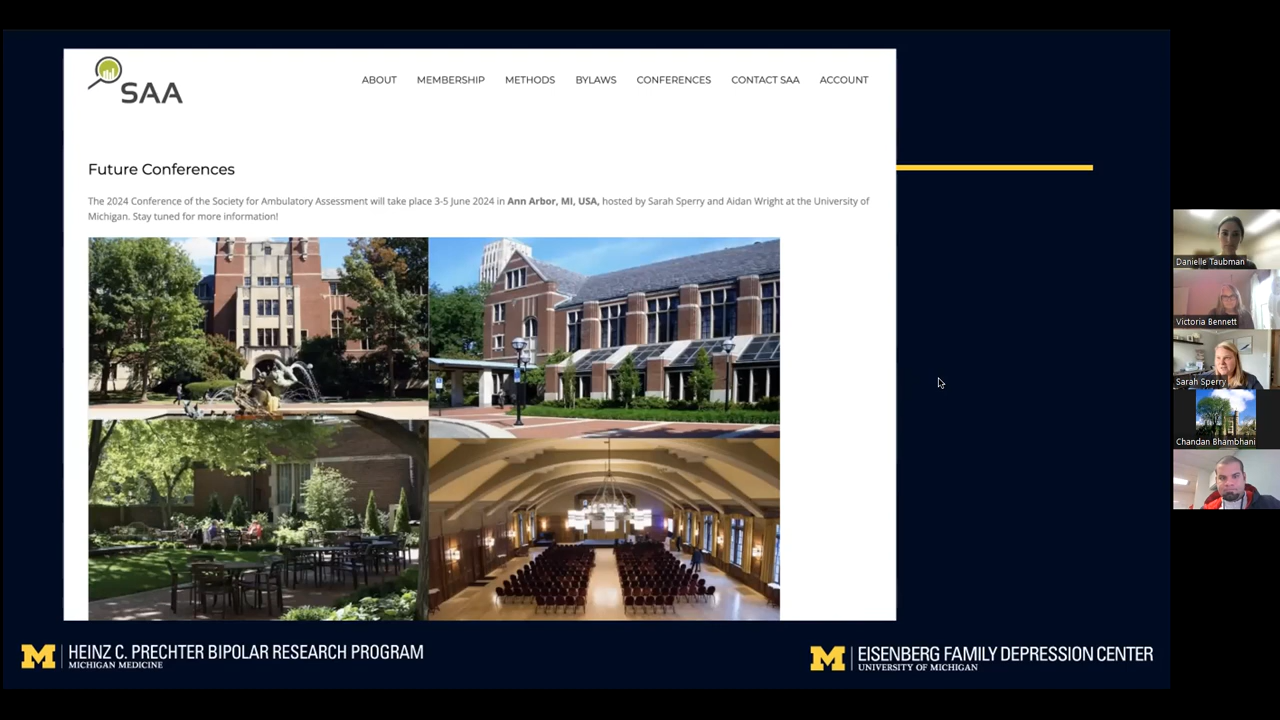 SAA
ABOUT MEMBERSHIP METHODS BYLAWS CONFERENCES CONTACT SAA ACCOUNT
Future Conferences
The 2024 Conference of the Society for Ambulatory Assessment will take place 3-5 June 2024 in Ann Arbor, MI, USA, hosted by Sarah Sperry and Aidan Wright at the University of
Michigan. Stay tuned for more information!
Danielle Taubman
Victoria Bennett
Sarah Sperry
Chandan Bhambhani
M HEINZ C. PRECHTER BIPOLAR RESEARCH PROGRAM
MICHIGAN MEDICINE
M EISENBERG FAMILY DEPRESSION CENTER
UNIVERSITY OF MICHIGAN